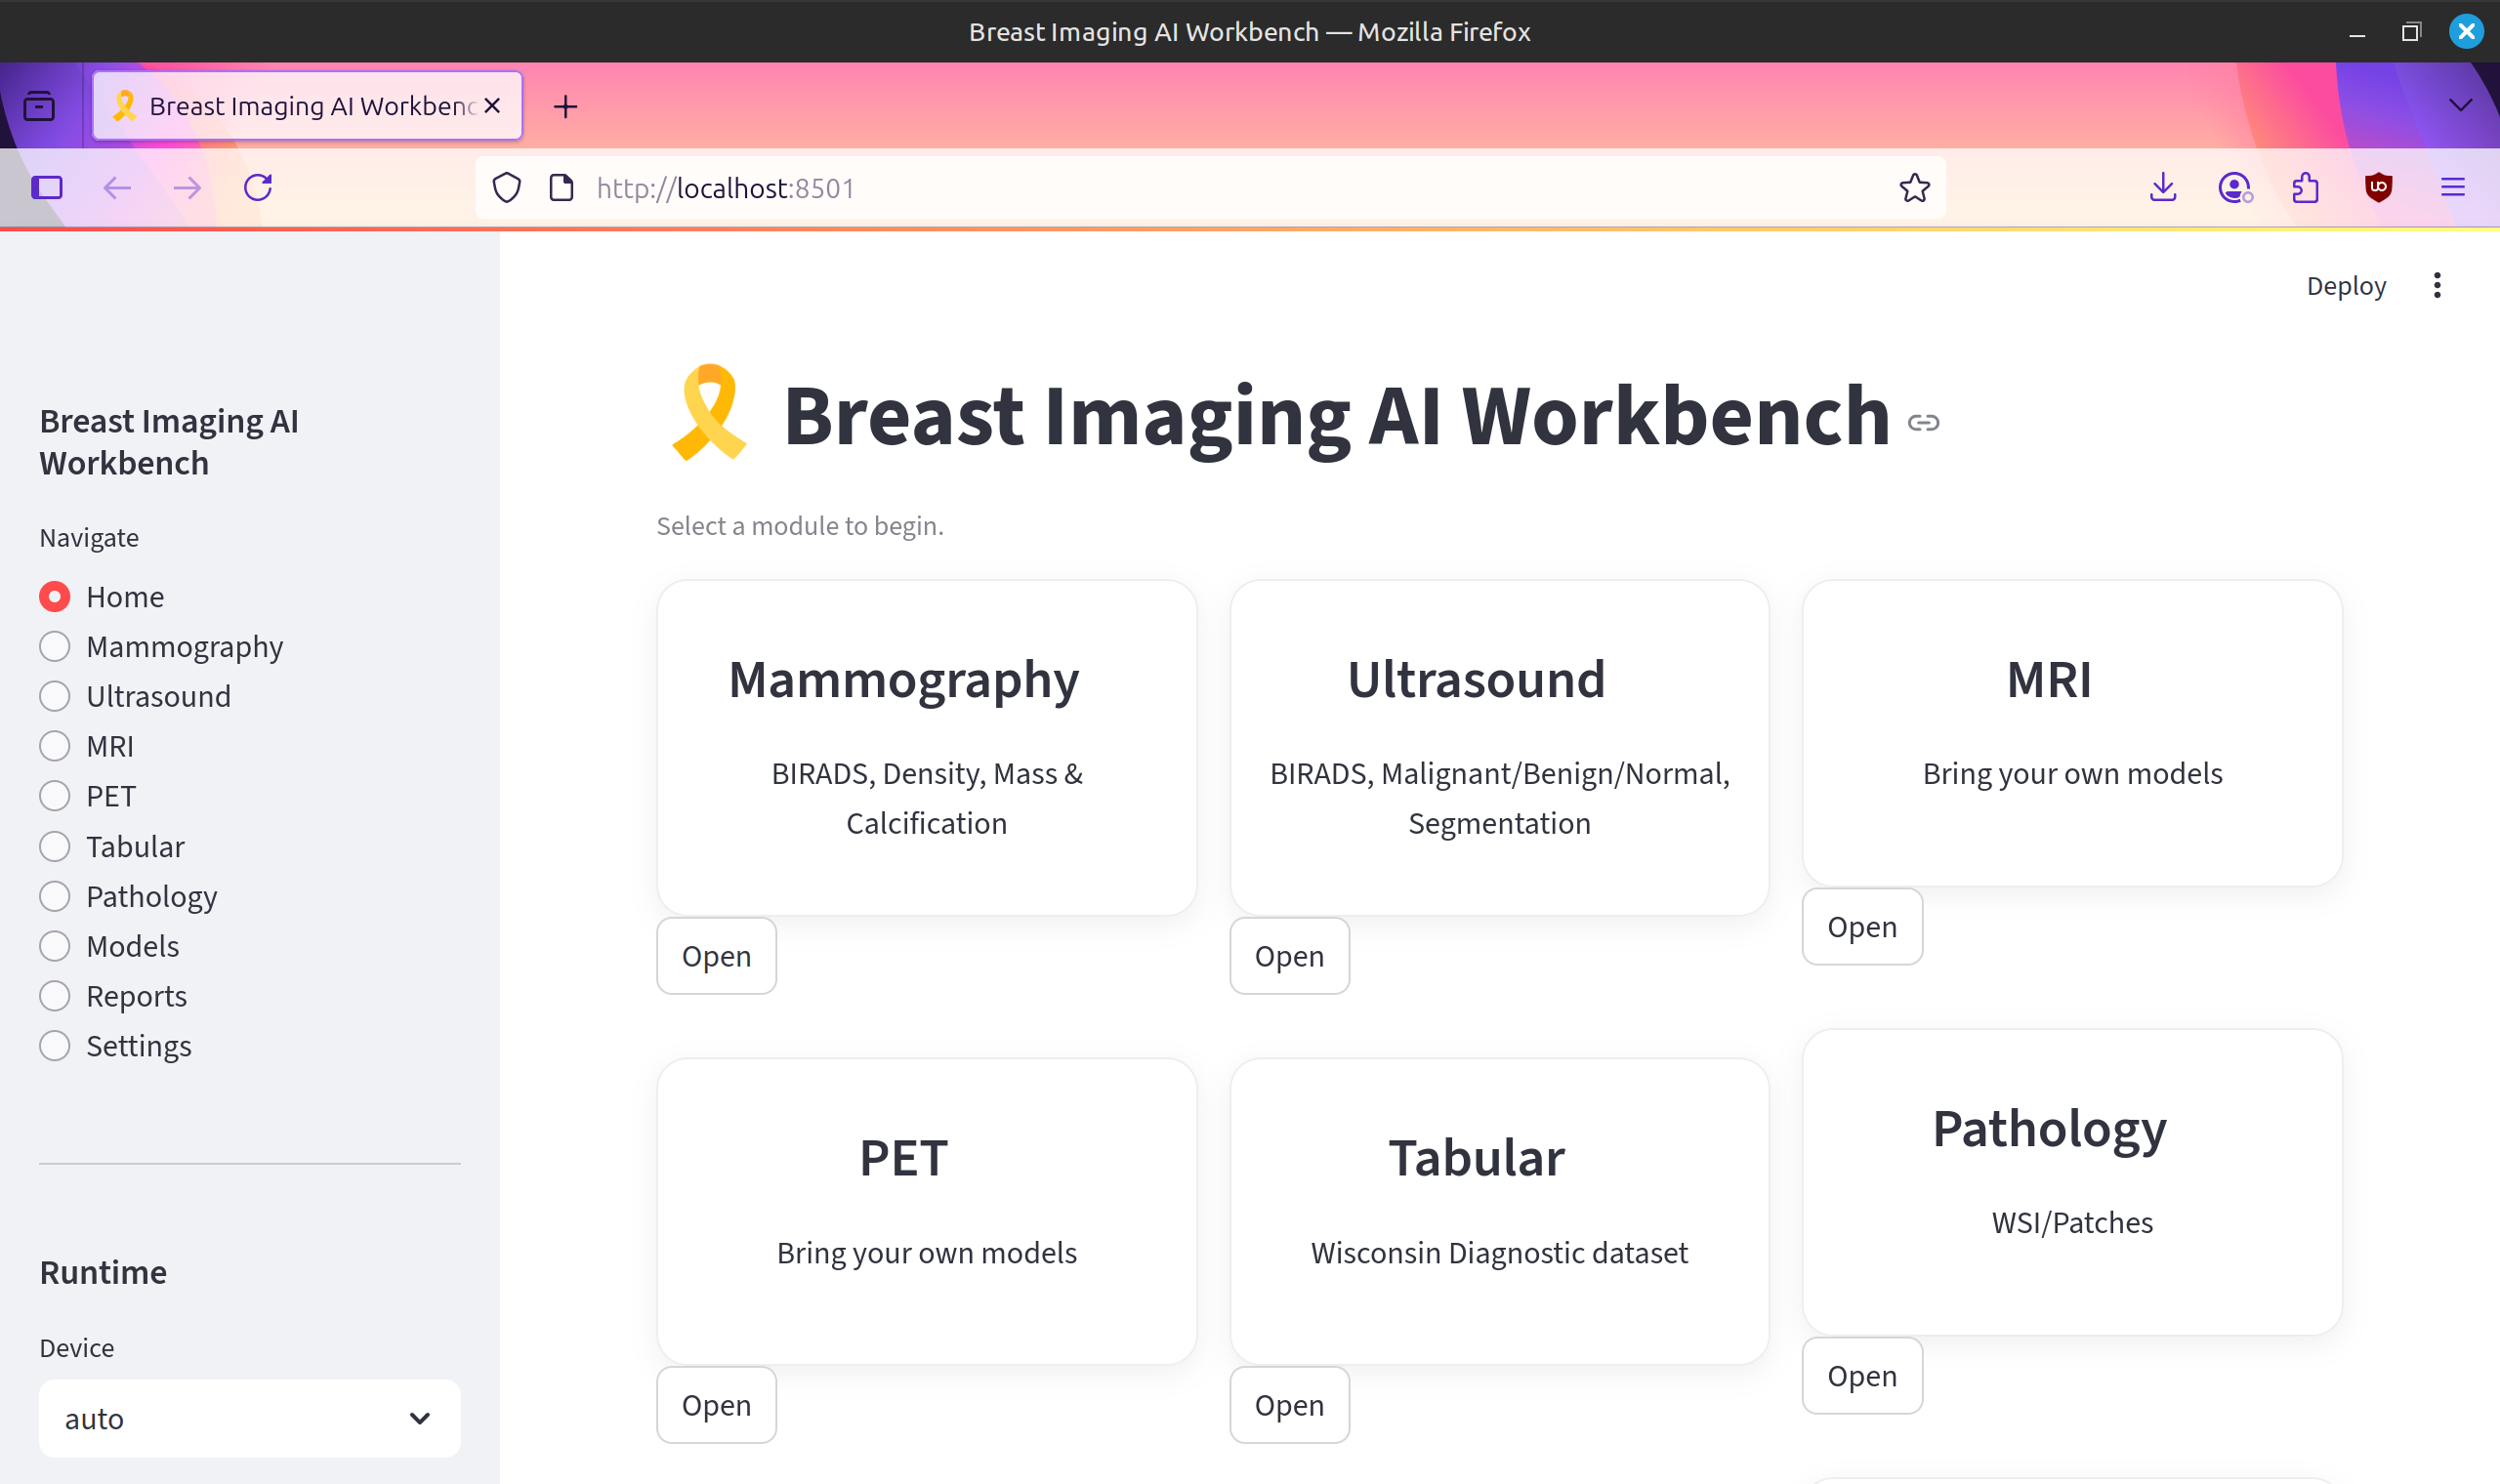 Breast Imaging AI Workbench — Mozilla Firefox
Breast Imaging AI Workbenc
http://localhost:8501
Deploy
Breast Imaging AI
Workbench
Navigate
Home
Mammography
Ultrasound
MRI
PET
Tabular
Pathology
Models
Reports
Settings
Runtime
Device
auto
Breast Imaging AI Workbench
Select a module to begin.
Mammography
BIRADS, Density, Mass &
Calcification
Open
Ultrasound
BIRADS, Malignant/Benign/Normal,
Segmentation
Open
MRI
Bring your own models
Open
PET
Bring your own models
Open
Tabular
Wisconsin Diagnostic dataset
Open
Pathology
WSI/Patches
Open